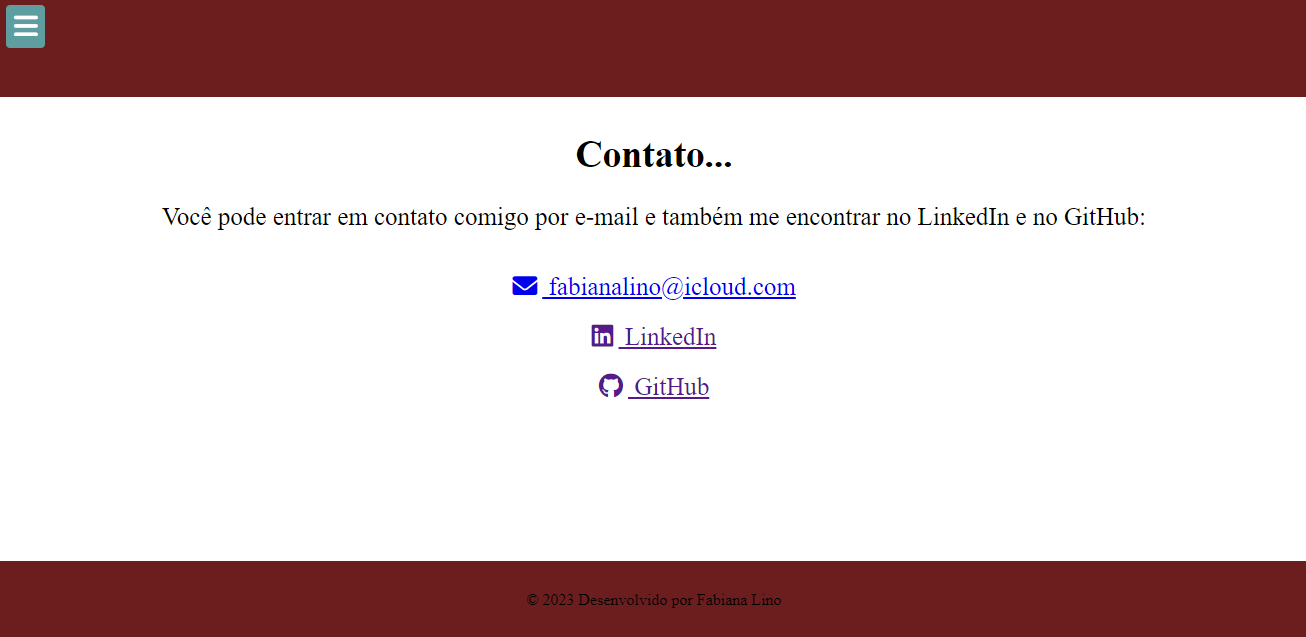 Contato...
Você pode entrar em contato comigo por e-mail e também me encontrar no LinkedIn e no GitHub:
fabianalino@icloud.com
LinkedIn
GitHub
© 2023 Desenvolvido por Fabiana Lino